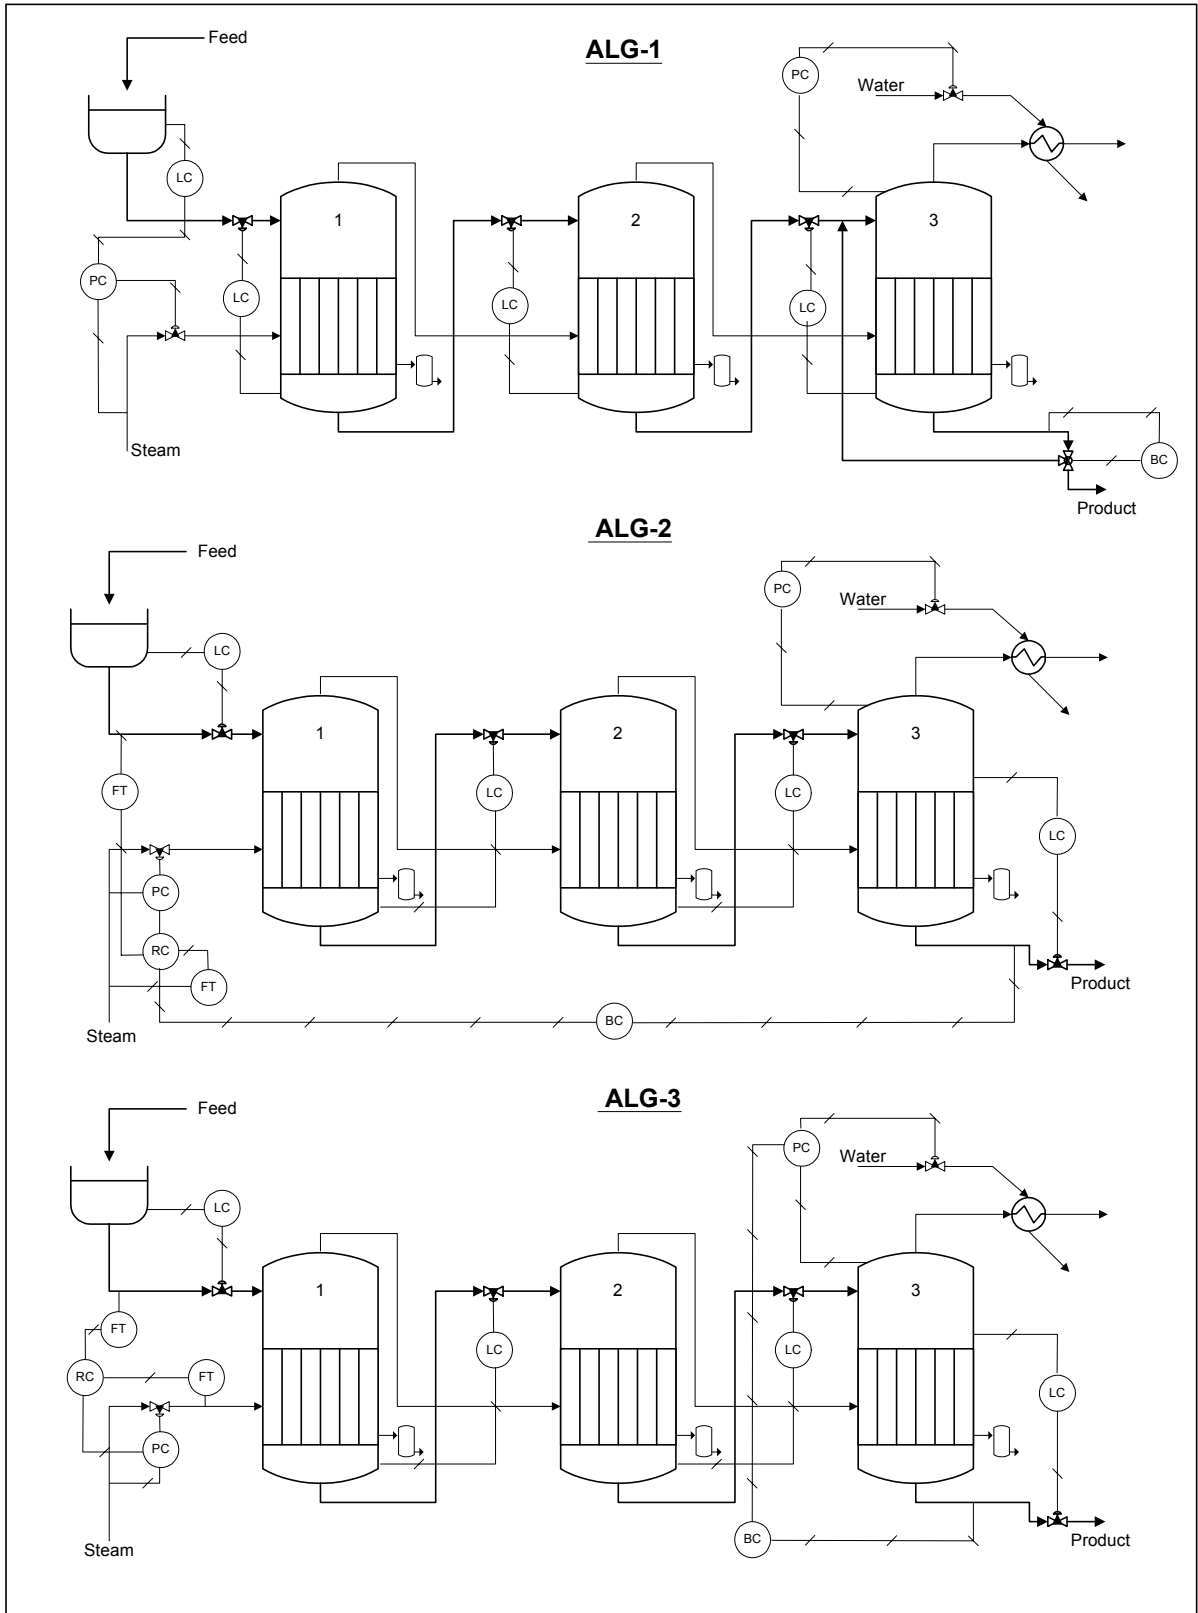 Feed
ALG-1
PC
Water
LC
1
2
3
PC
LC
LC
LC
Steam
BC
Product
ALG-2
Feed
PC
Water
LC
1
2
3
FT
LC
LC
LC
PC
RC
FT
Product
BC
Steam
ALG-3
Feed
PC
Water
LC
1
2
3
FT
LC
LC
RC
FT
LC
PC
BC
Product
Steam